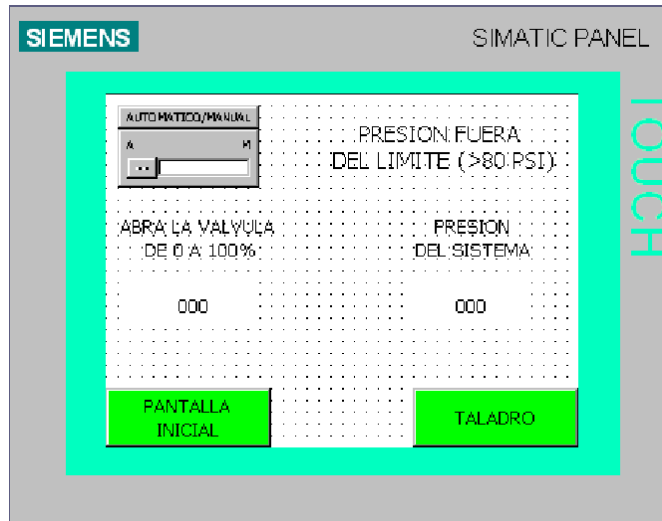 SIEMENS
SIMATIC PANEL
TOUCH
AUTOMATICO/MANUAL
A M
PRESION FUERA
DEL LIMITE (>80 PSI)
ABRA LA VALVULA
DE 0 A 100%
PRESION
DEL SISTEMA
000
000
PANTALLA
INICIAL
TALADRO